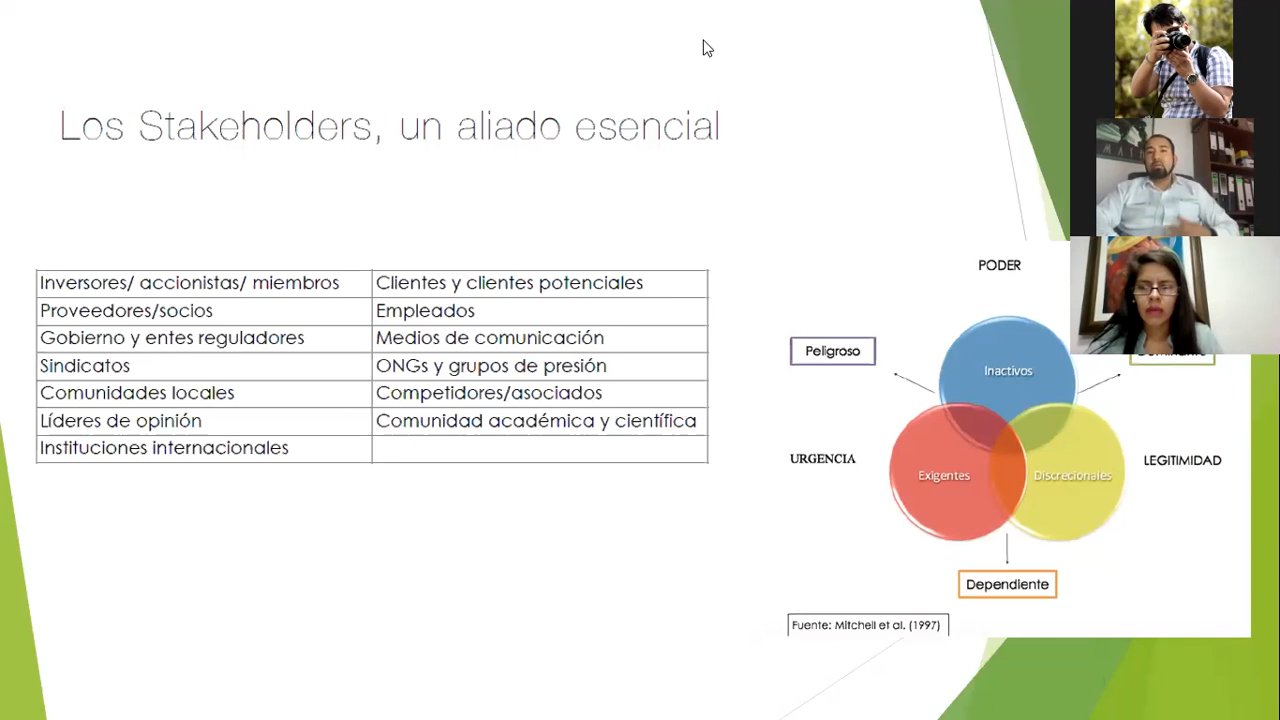 Los Stakeholders, un aliado esencial
Inversores/ accionistas/ miembros
Clientes y clientes potenciales
Proveedores/socios
Empleados
Gobierno y entes reguladores
Medios de comunicación
Sindicatos
ONGs y grupos de presión
Comunidades locales
Competidores/asociados
Líderes de opinión
Comunidad académica y científica
Instituciones internacionales
PODER
Peligroso
Inactivos
URGENCIA
LEGITIMIDAD
Exigentes
Discrecionales
Dependiente
Fuente: Mitchell et al. (1997)